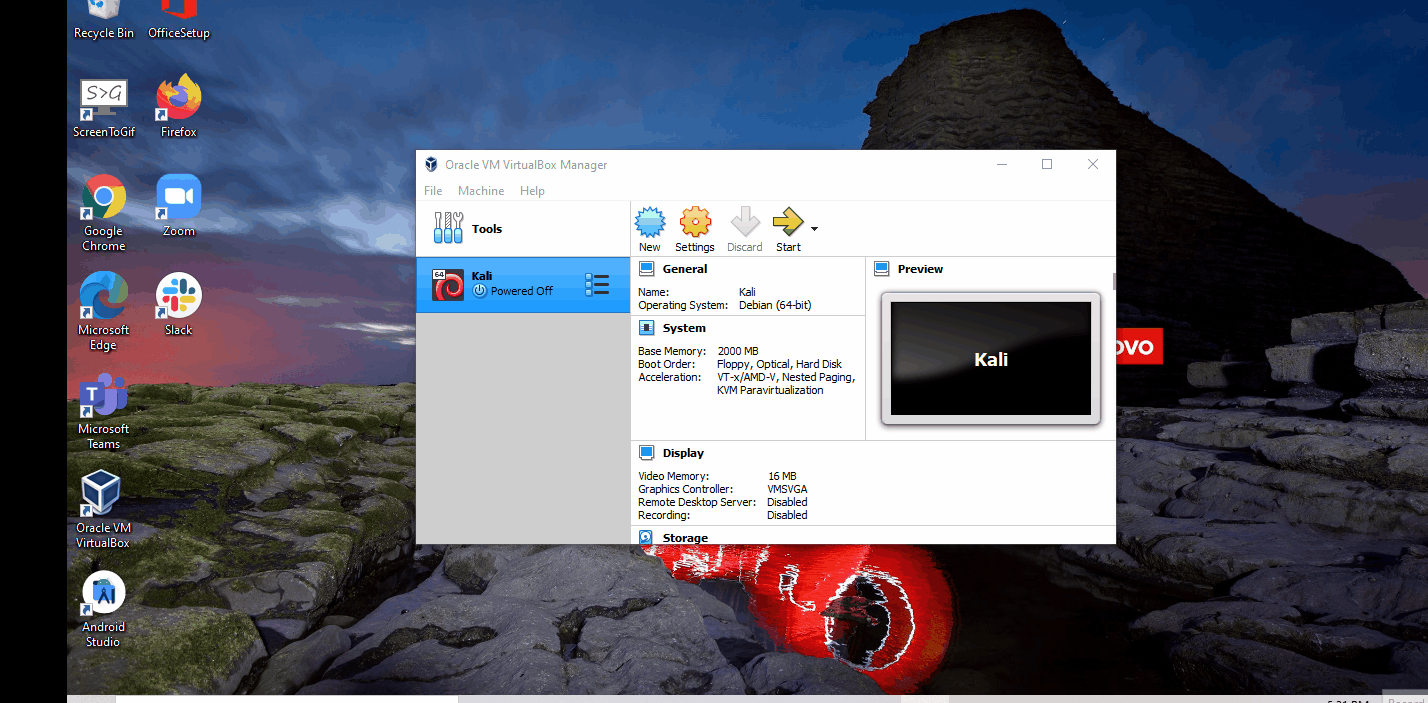 Recycle Bin
OfficeSetup
S>G
ScreenToGif
Firefox
Google
Chrome
Zoom
Microsoft
Edge
Slack
Microsoft
Teams
Oracle VM
VirtualBox
Android
Studio
Oracle VM VirtualBox Manager
File Machine Help
Tools
New Settings Discard Start
64
Kali
Powered Off
General
Name: Kali
Operating System: Debian (64-bit)
System
Base Memory: 2000 MB
Boot Order: Floppy, Optical, Hard Disk
Acceleration: VT-x/AMD-V, Nested Paging,
KVM Paravirtualization
Preview
Kali
Display
Video Memory: 16 MB
Graphics Controller: VMSVGA
Remote Desktop Server: Disabled
Recording: Disabled
Storage
ovo